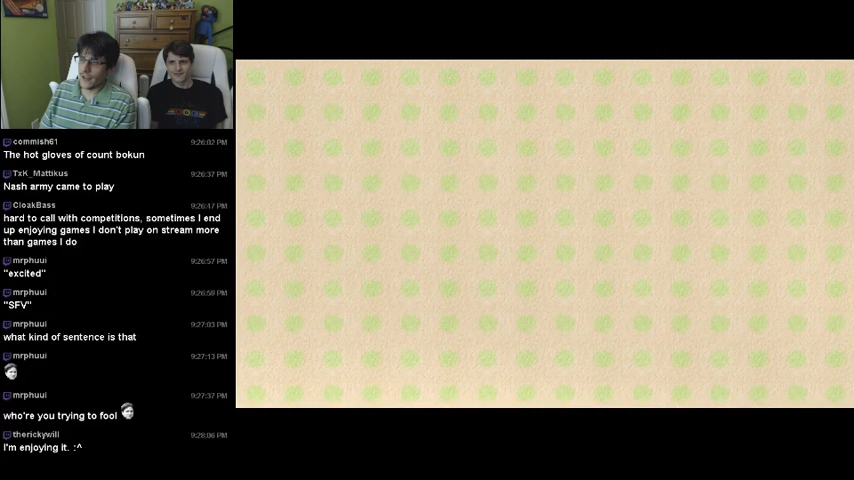 commish61 9:26:02 PM
The hot gloves of count bokun
TxK_Mattikus 9:26:37 PM
Nash army came to play
CloakBass 9:26:47 PM
hard to call with competitions, sometimes I end
up enjoying games I don't play on stream more
than games I do
mrphuui 9:26:57 PM
"excited"
mrphuui 9:26:59 PM
"SFV"
mrphuui 9:27:03 PM
what kind of sentence is that
mrphuui 9:27:13 PM
mrphuui 9:27:37 PM
who're you trying to fool
therickywill 9:28:06 PM
I'm enjoying it. :^